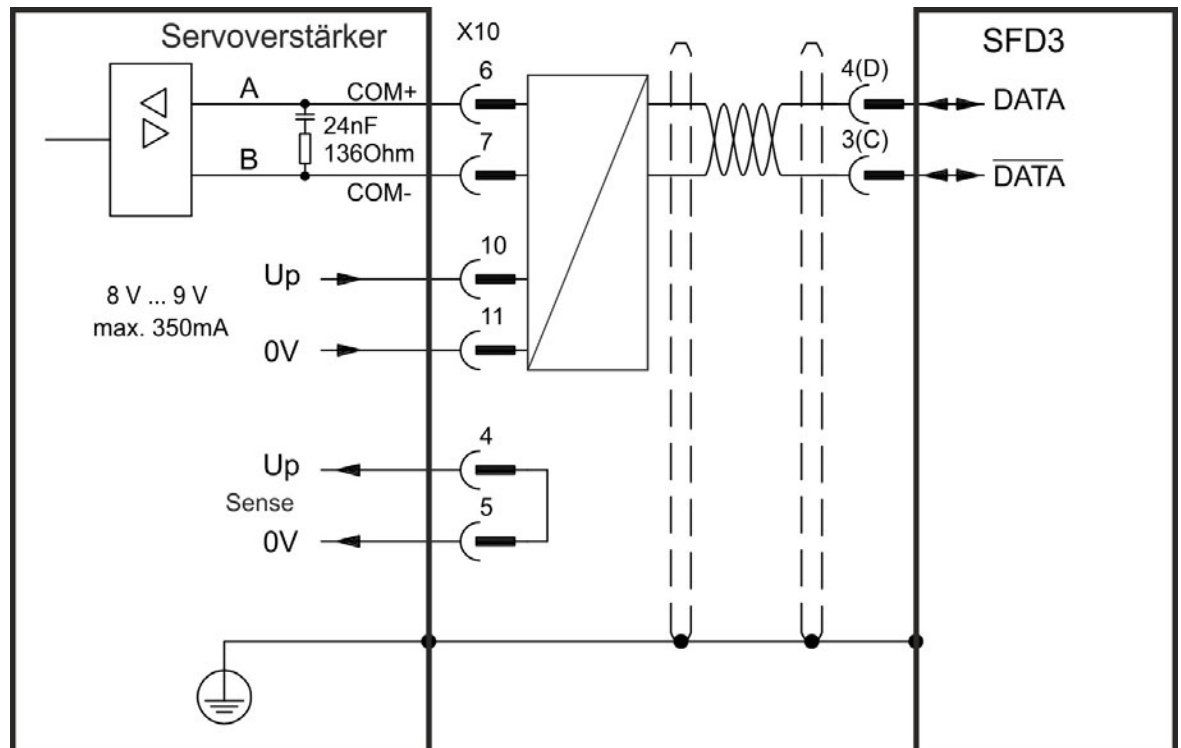 Servoverstärker
X10
SFD3
A
COM+
6
4(D)
DATA
24nF
136Ohm
7
3(C)
B
COM-
DATA
10
Up
8 V ... 9 V
max. 350mA
11
0V
4
Up
Sense
5
0V